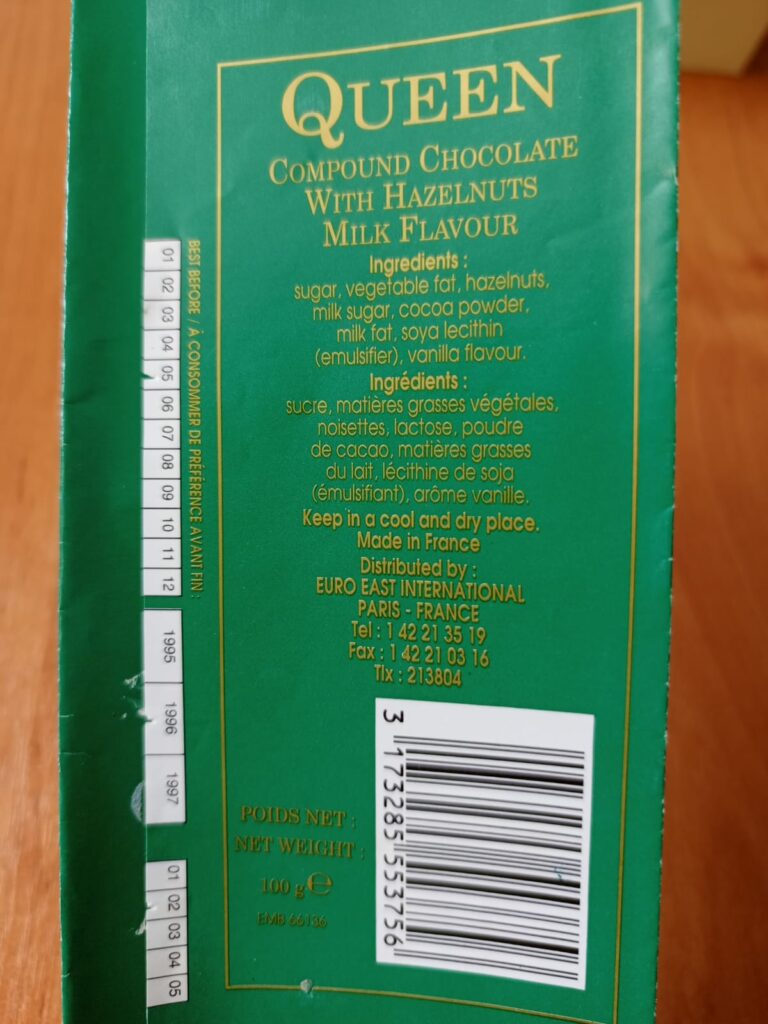 QUEEN
COMPOUND CHOCOLATE
WITH HAZELNUTS
MILK FLAVOUR
Ingredients :
sugar, vegetable fat, hazelnuts,
milk sugar, cocoa powder,
milk fat, soya lecithin
(emulsifier), vanilla flavour.
Ingrédients :
sucre, matières grasses végétales,
noisettes, lactose, poudre
de cacao, matières grasses
du lait, lécithine de soja
(émulsifiant), arôme vanille.
Keep in a cool and dry place.
Made in France
Distributed by :
EURO EAST INTERNATIONAL
PARIS - FRANCE
Tel : 1 42 21 35 19
Fax : 1 42 21 03 16
Tlx : 213804
POIDS NET :
NET WEIGHT :
100 g ℮
EMB 66136
3 173285 553756
BEST BEFORE / À CONSOMMER DE PRÉFÉRENCE AVANT FIN :
01 02 03 04 05 06 07 08 09 10 11 12
1995 1996 1997
01 02 03 04 05